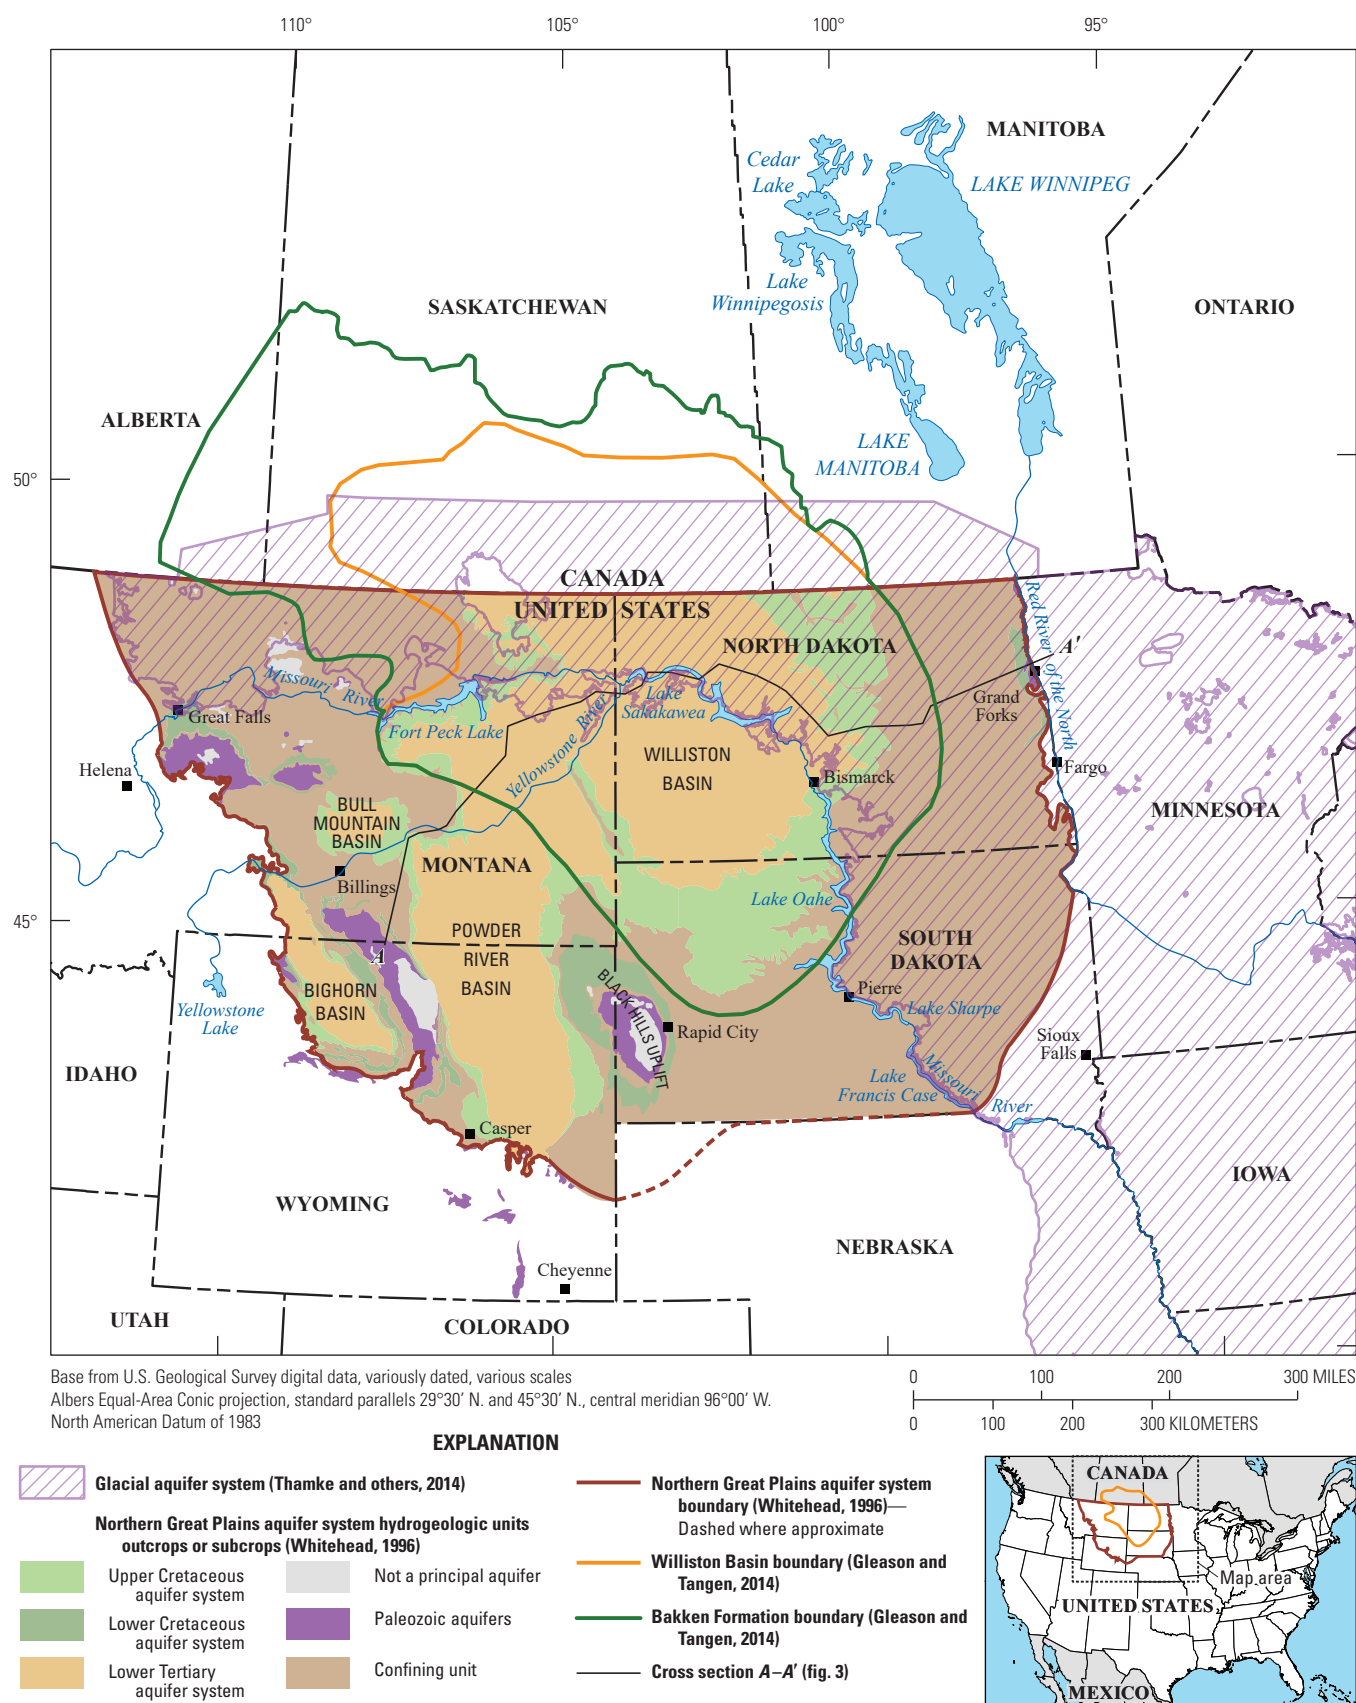 110°
105°
100°
95°
MANITOBA
Cedar
Lake
LAKE WINNIPEG
Lake
Winnipegosis
SASKATCHEWAN
ONTARIO
ALBERTA
LAKE
MANITOBA
50°
CANADA
UNITED STATES
NORTH DAKOTA
Red River of the North
A′
Missouri River
Great Falls
Fort Peck Lake
Lake
Sakakawea
Grand
Forks
Yellowstone River
WILLISTON
BASIN
Helena
Bismarck
Fargo
BULL
MOUNTAIN
BASIN
MINNESOTA
MONTANA
Billings
Lake Oahe
45°
POWDER
RIVER
BASIN
SOUTH
DAKOTA
A
BIGHORN
BASIN
BLACK HILLS UPLIFT
Pierre
Yellowstone
Lake
Lake Sharpe
Rapid City
Sioux
Falls
IDAHO
Lake
Francis Case
Missouri
River
Casper
WYOMING
IOWA
NEBRASKA
Cheyenne
UTAH
COLORADO
Base from U.S. Geological Survey digital data, variously dated, various scales
Albers Equal-Area Conic projection, standard parallels 29°30′ N. and 45°30′ N., central meridian 96°00′ W.
North American Datum of 1983
0 100 200 300 MILES
0 100 200 300 KILOMETERS
EXPLANATION
Glacial aquifer system (Thamke and others, 2014)
Northern Great Plains aquifer system hydrogeologic units
outcrops or subcrops (Whitehead, 1996)
Upper Cretaceous
aquifer system
Lower Cretaceous
aquifer system
Lower Tertiary
aquifer system
Not a principal aquifer
Paleozoic aquifers
Confining unit
Northern Great Plains aquifer system
boundary (Whitehead, 1996)—
Dashed where approximate
Williston Basin boundary (Gleason and
Tangen, 2014)
Bakken Formation boundary (Gleason and
Tangen, 2014)
Cross section A–A′ (fig. 3)
CANADA
Map area
UNITED STATES
MEXICO